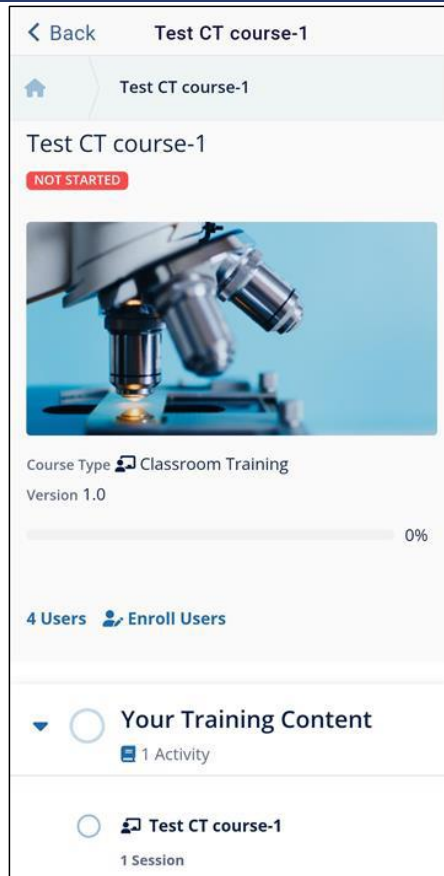 Back Test CT course-1
Test CT course-1
Test CT course-1
NOT STARTED
Course Type Classroom Training
Version 1.0
0%
4 Users Enroll Users
Your Training Content
1 Activity
Test CT course-1
1 Session